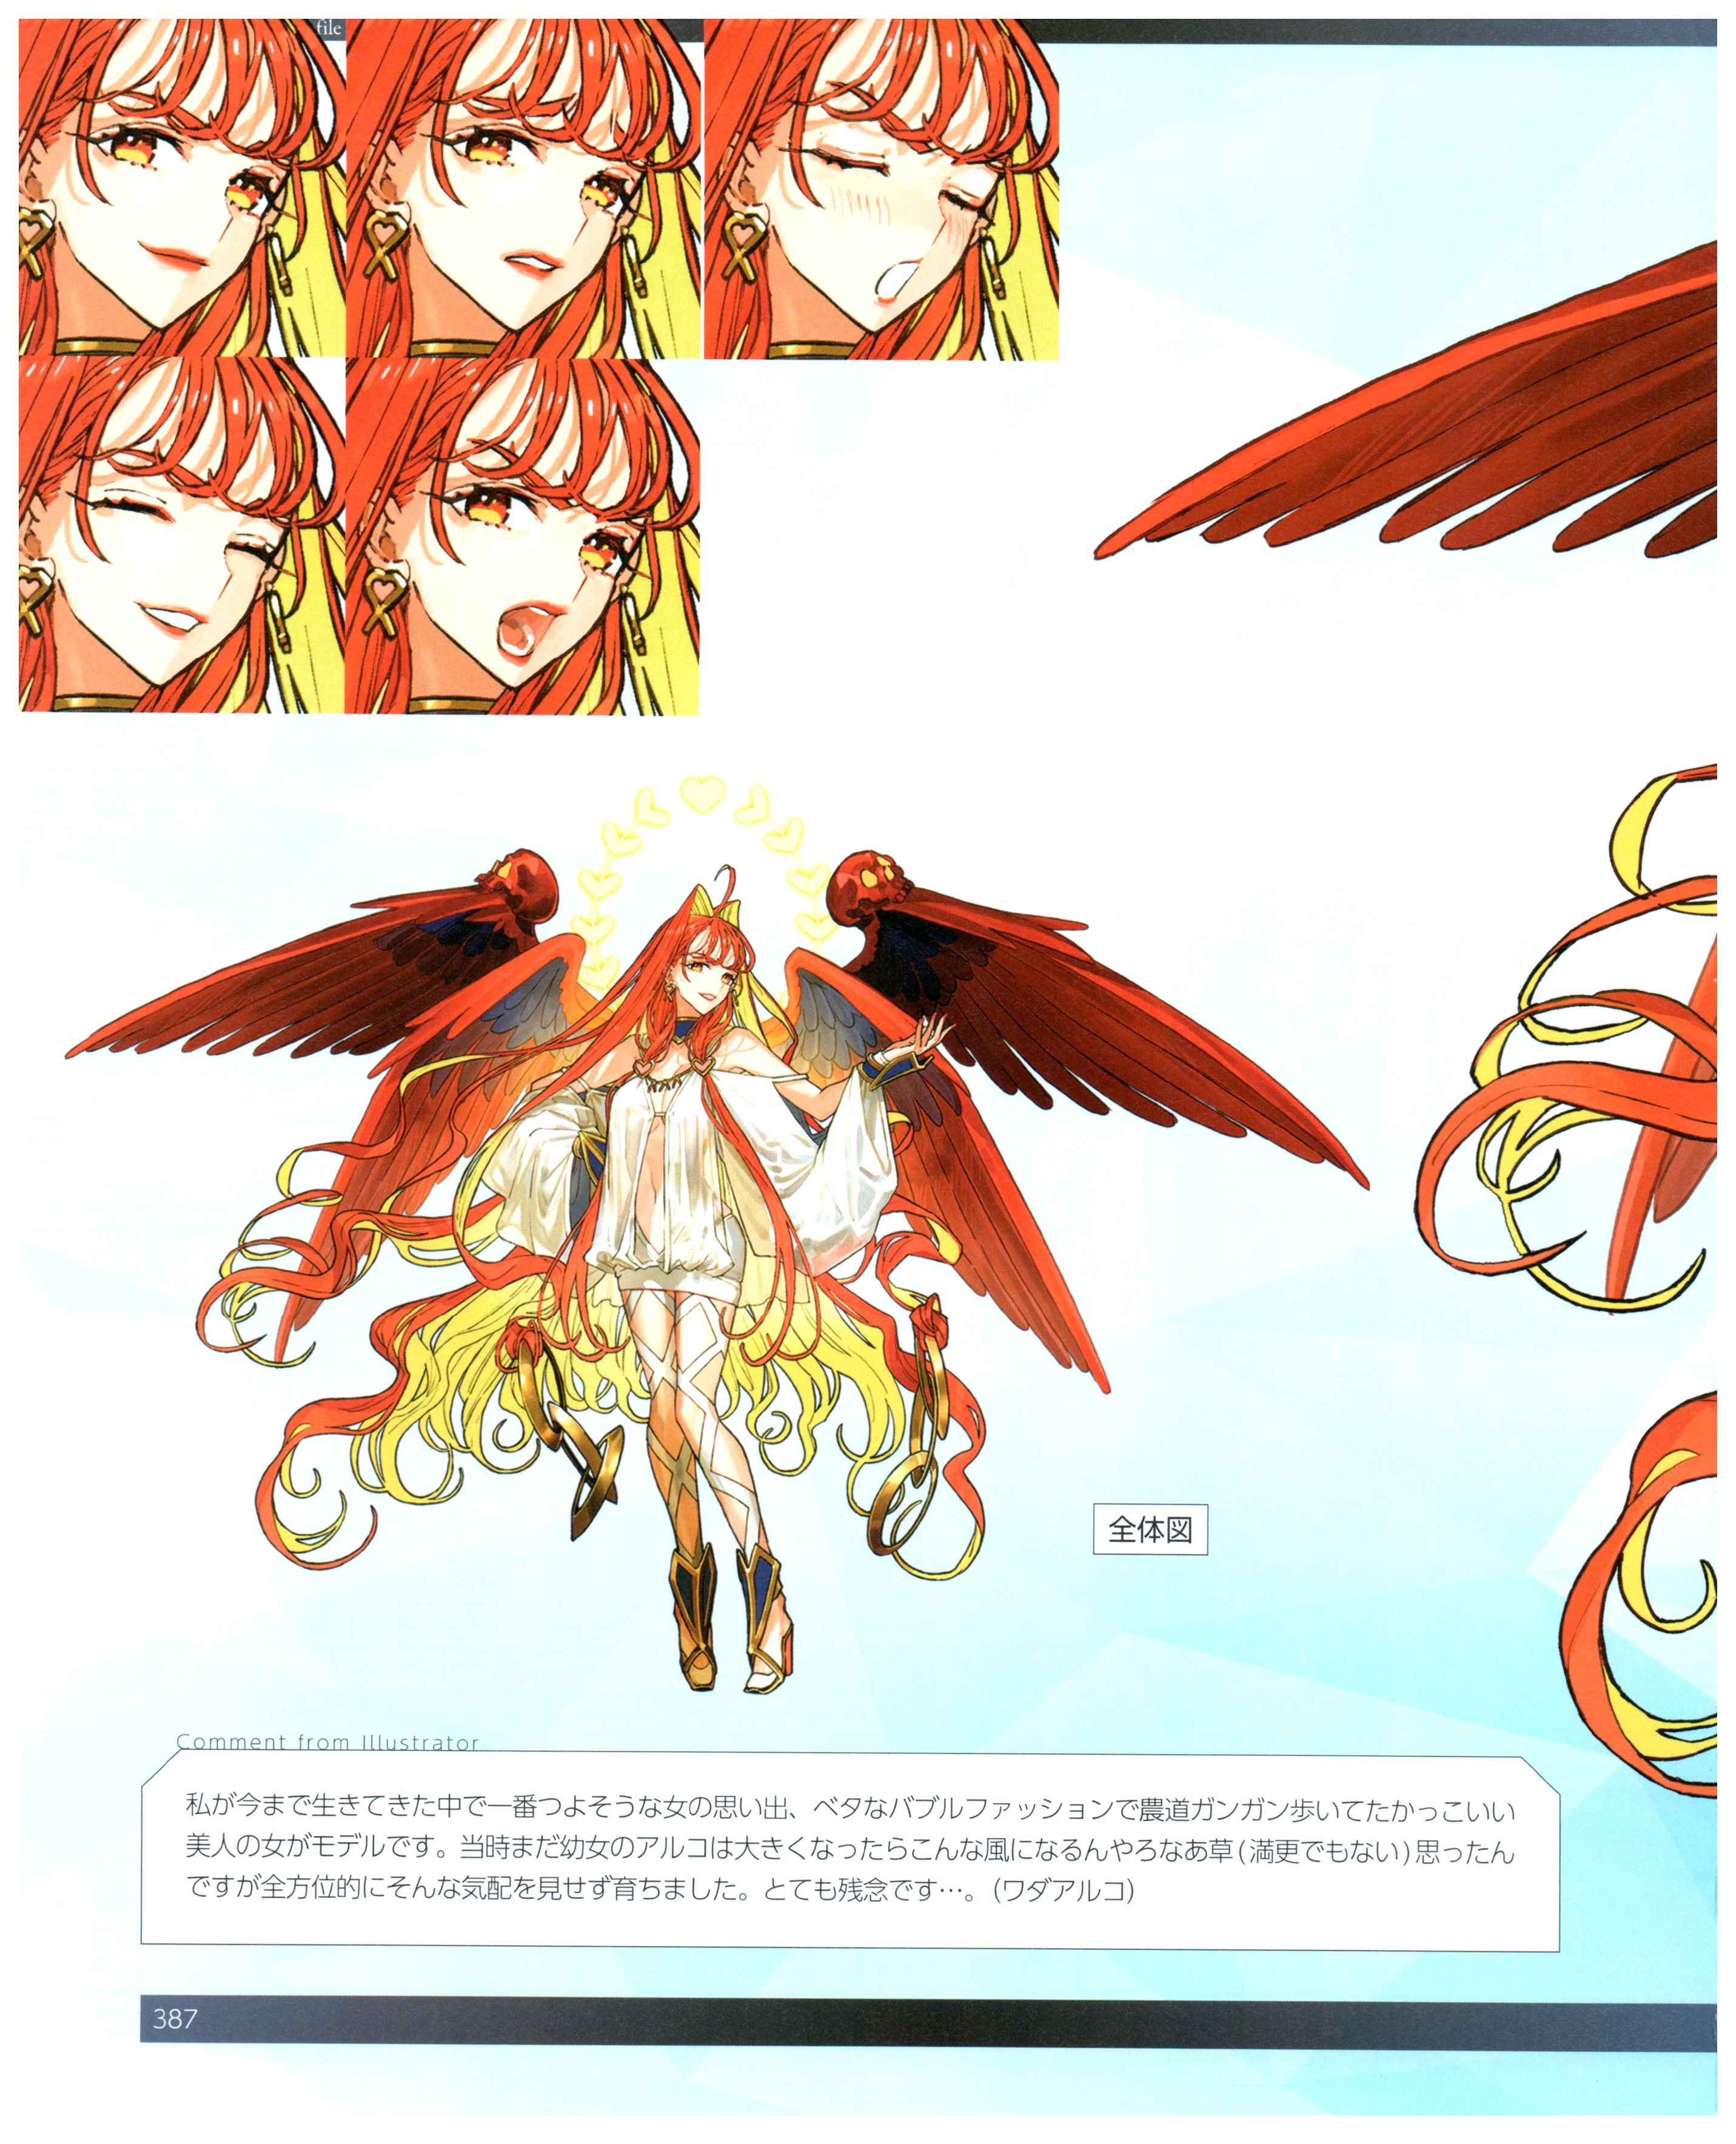 file
全体図
Comment from Illustrator
私が今まで生きてきた中で一番つよそうな女の思い出、ベタなバブルファッションで農道ガンガン歩いてたかっこいい
美人の女がモデルです。当時まだ幼女のアルコは大きくなったらこんな風になるんやろなあ草(満更でもない)思ったん
ですが全方位的にそんな気配を見せず育ちました。とても残念です…。(ワダアルコ)
387